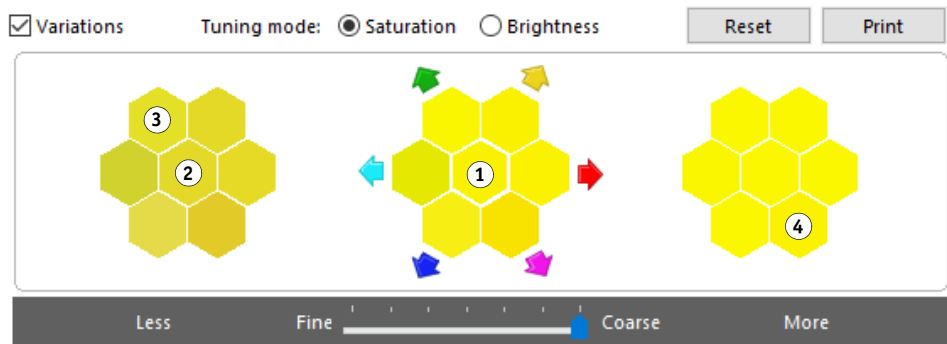 Variations Tuning mode: Saturation Brightness Reset Print
3
2 1
4
Less Fine Coarse More